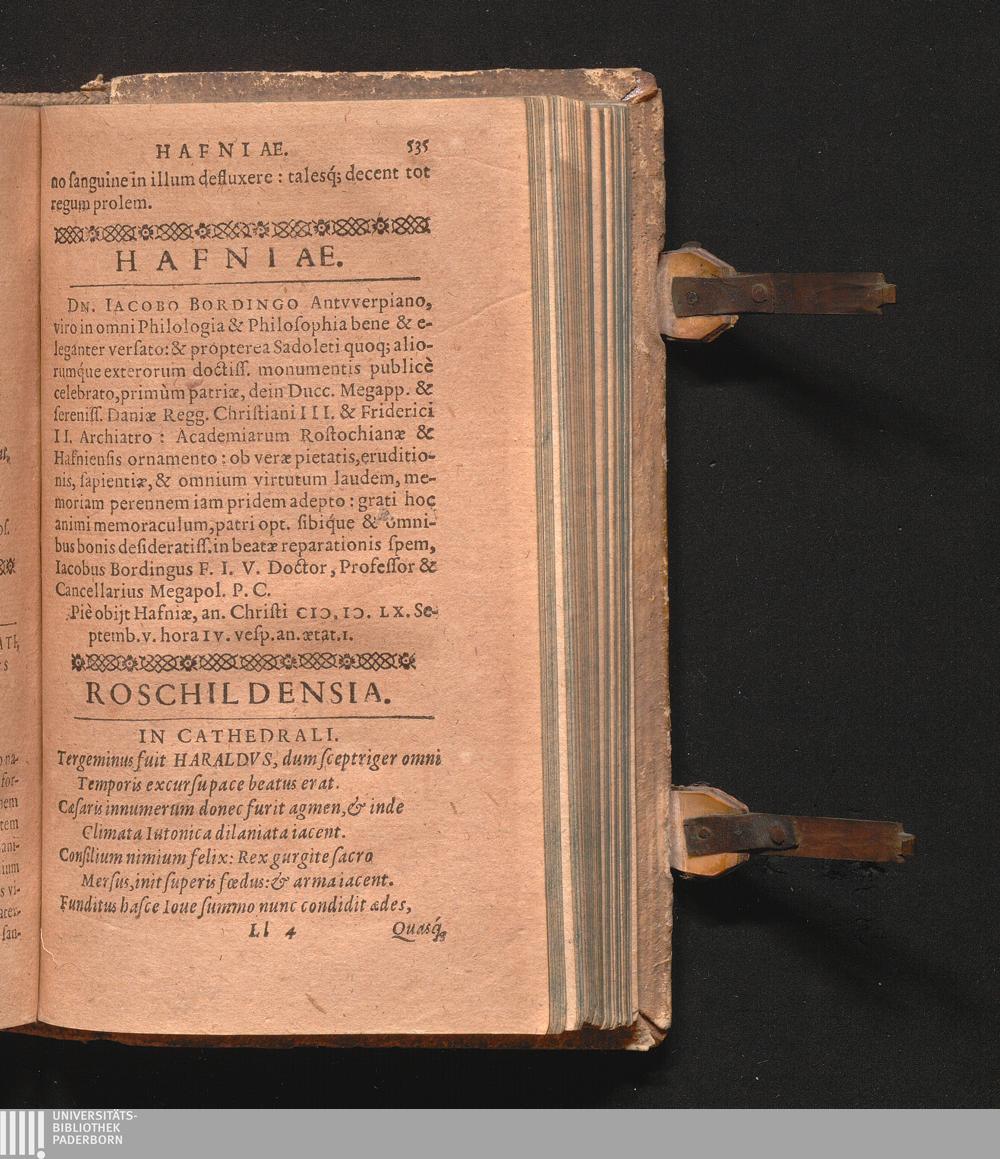 HAFNIAE. 535
no ſanguine in illum defluxere : talesq́; decent tot
regum prolem.
HAFNIAE.
DN. IACOBO BORDINGO Antvverpiano,
viro in omni Philologia & Philoſophia bene & e-
leganter verſato: & propterea Sadoleti quoq; alio-
rumque exterorum doctiſſ. monumentis publicè
celebrato, primùm patriæ, dein Ducc. Megapp. &
ſereniſſ. Daniæ Regg. Chriſtiani III. & Friderici
II. Archiatro : Academiarum Roſtochianæ &
Hafnienſis ornamento : ob veræ pietatis, eruditio-
nis, ſapientiæ, & omnium virtutum laudem, me-
moriam perennem iam pridem adepto : grati hoc
animi memoraculum, patri opt. ſibiq́ue & omni-
bus bonis deſideratiſſ. in beatæ reparationis ſpem,
Iacobus Bordingus F. I. V. Doctor, Profeſſor &
Cancellarius Megapol. P. C.
Piè obijt Hafniæ, an. Chriſti CIↃ, IↃ. LX. Se-
ptemb. v. hora IV. veſp. an. ætat. I.
ROSCHILDENSIA.
IN CATHEDRALI.
Tergeminus fuit HARALDVS, dum ſceptriger omni
Temporis excurſu pace beatus erat.
Cæſaris innumerum donec furit agmen, & inde
Climata Iutonica dilaniata iacent.
Conſilium nimium felix: Rex gurgite ſacro
Merſus, init ſuperis fœdus: & arma iacent.
Funditus haſce Ioue ſummo nunc condidit ædes,
Ll 4 Quasq́;
UNIVERSITÄTS-
BIBLIOTHEK
PADERBORN